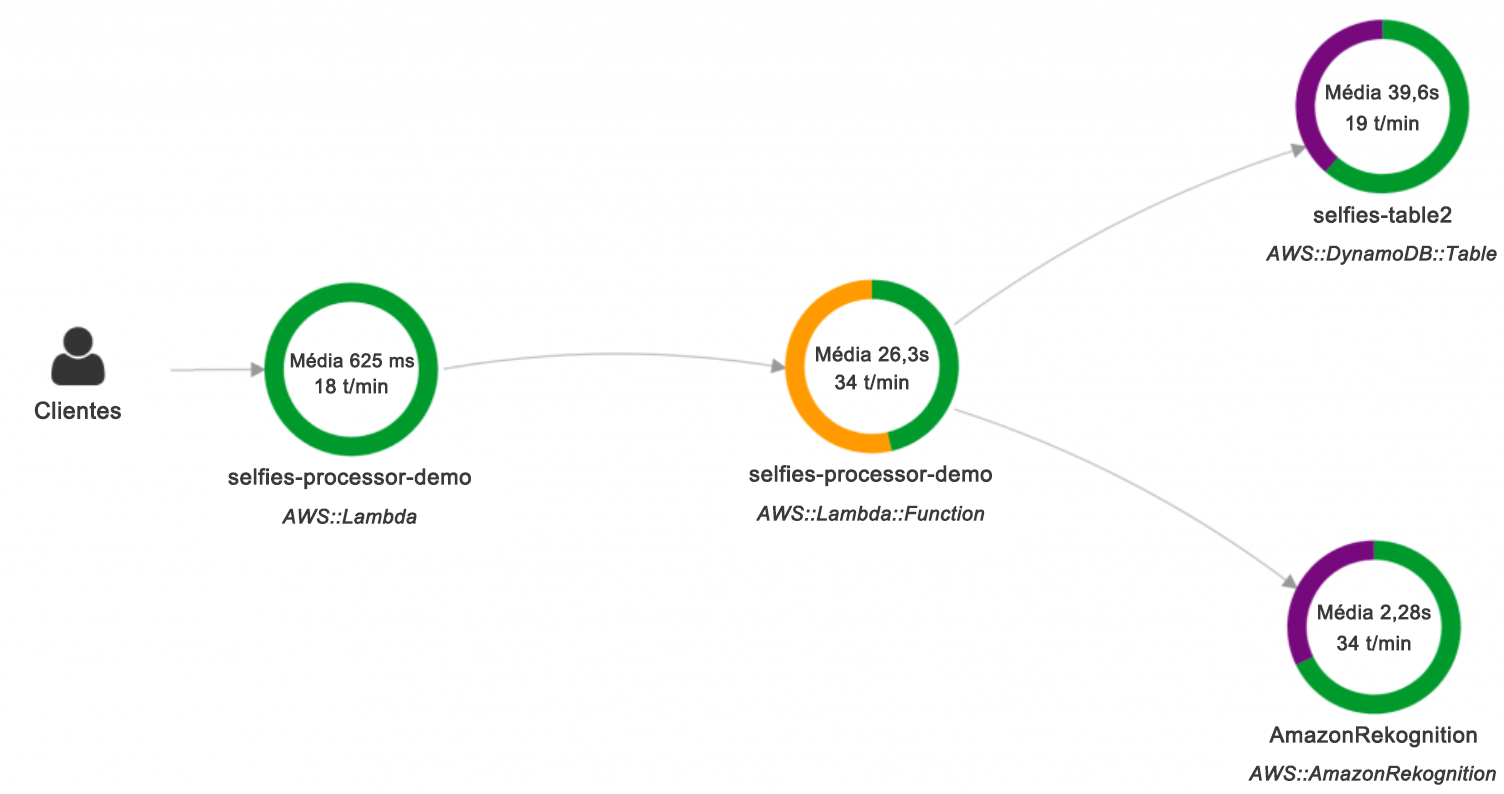 Clientes
Média 625 ms
18 t/min
selfies-processor-demo
AWS::Lambda
Média 26,3s
34 t/min
selfies-processor-demo
AWS::Lambda::Function
Média 39,6s
19 t/min
selfies-table2
AWS::DynamoDB::Table
Média 2,28s
34 t/min
AmazonRekognition
AWS::AmazonRekognition